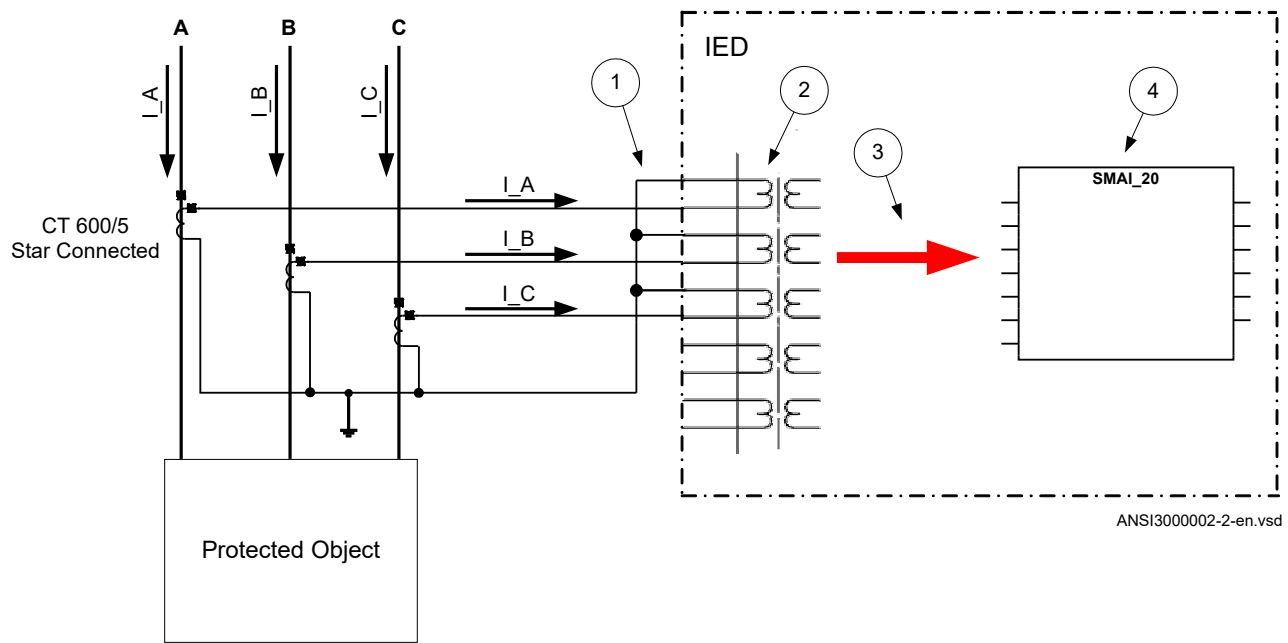 A
B
C
IED
I_A
I_B
I_C
1
2
3
4
SMAI_20
I_A
I_B
I_C
CT 600/5
Star Connected
Protected Object
ANSI3000002-2-en.vsd